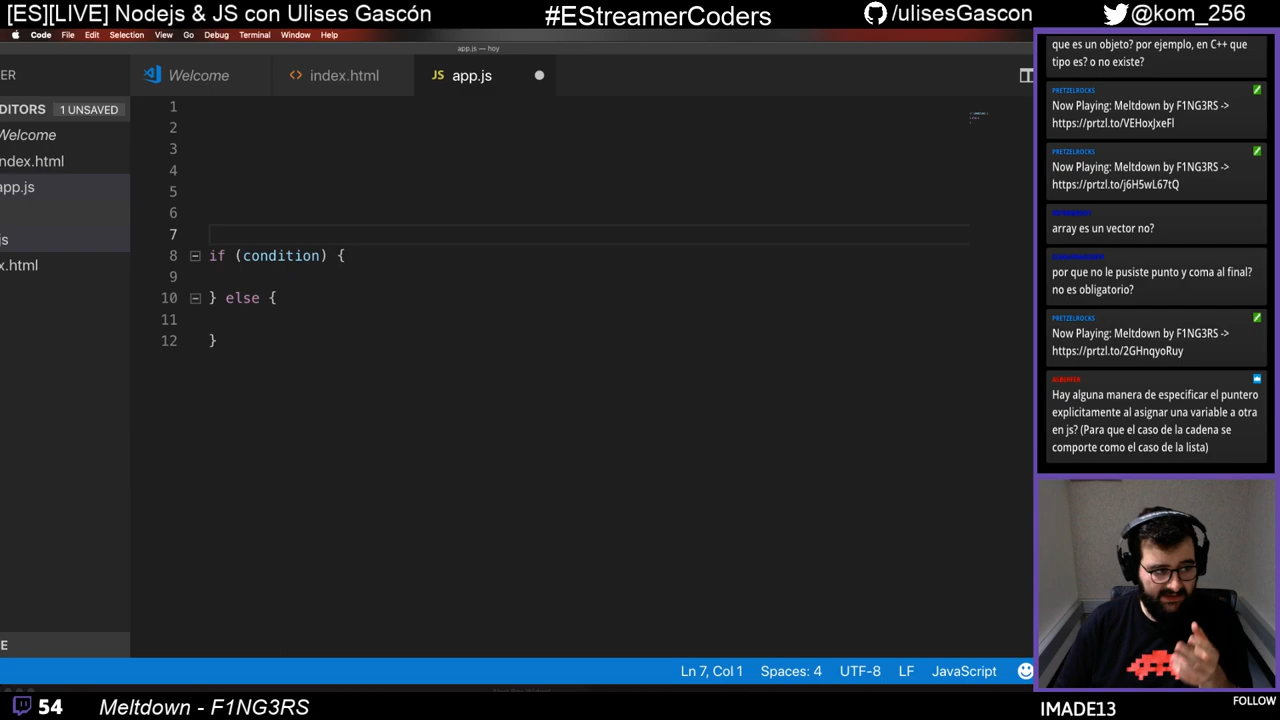 [ES][LIVE] Nodejs & JS con Ulises Gascón
#EStreamerCoders
/ulisesGascon
@kom_256
Code File Edit Selection View Go Debug Terminal Window Help
app.js — hoy
ER
Welcome
index.html
JS app.js
DITORS 1 UNSAVED
Welcome
ndex.html
app.js
js
x.html
E
1
2
3
4
5
6
7
8 if (condition) {
9
10 } else {
11
12 }
Ln 7, Col 1 Spaces: 4 UTF-8 LF JavaScript
que es un objeto? por ejemplo, en C++ que
tipo es? o no existe?
PRETZELROCKS
Now Playing: Meltdown by F1NG3RS ->
https://prtzl.to/VEHoxJxeFl
PRETZELROCKS
Now Playing: Meltdown by F1NG3RS ->
https://prtzl.to/j6H5wL67tQ
array es un vector no?
por que no le pusiste punto y coma al final?
no es obligatorio?
PRETZELROCKS
Now Playing: Meltdown by F1NG3RS ->
https://prtzl.to/2GHnqyoRuy
Hay alguna manera de especificar el puntero
explicitamente al asignar una variable a otra
en js? (Para que el caso de la cadena se
comporte como el caso de la lista)
54
Meltdown - F1NG3RS
IMADE13
FOLLOW